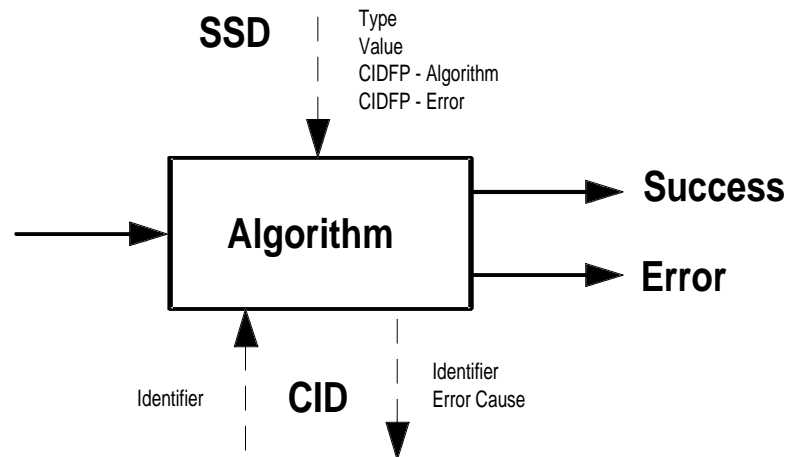 SSD
Type
Value
CIDFP - Algorithm
CIDFP - Error
Algorithm
Success
Error
Identifier
CID
Identifier
Error Cause